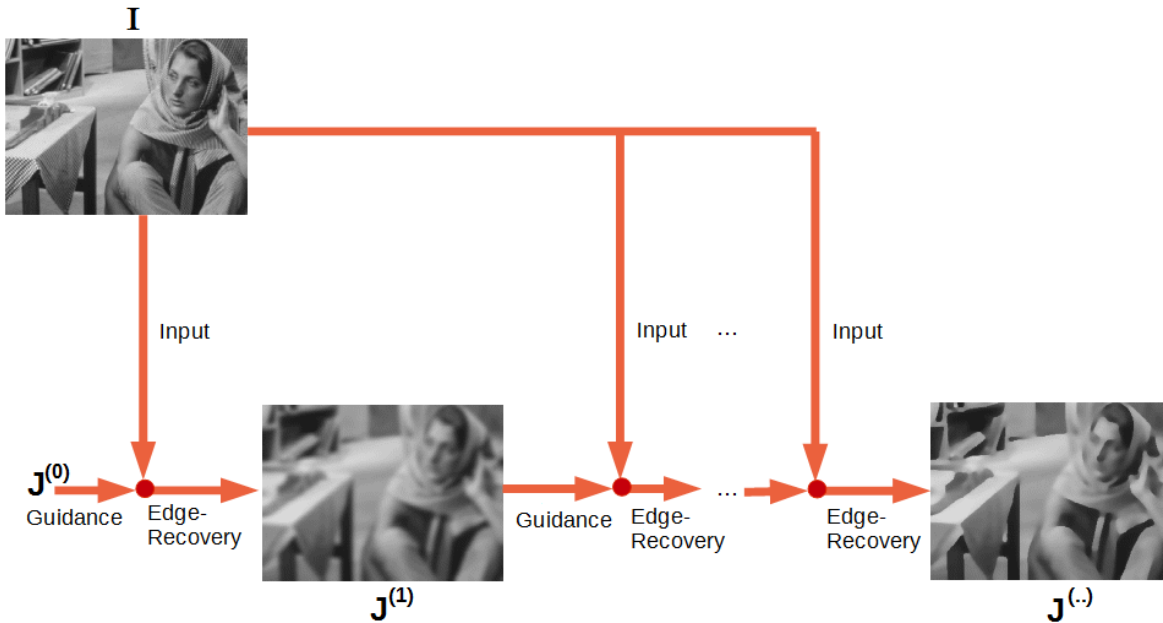 I
Input
Input ... Input
J(0)
Guidance
Edge-
Recovery
J(1)
Guidance
Edge-
Recovery
...
Edge-
Recovery
J(..)